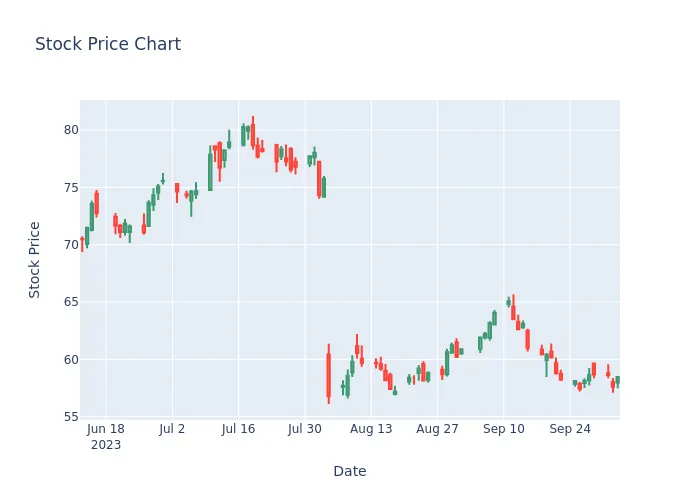 Stock Price Chart
80
75
70
65
60
55
Stock Price
Jun 18
2023
Jul 2
Jul 16
Jul 30
Aug 13
Aug 27
Sep 10
Sep 24
Date